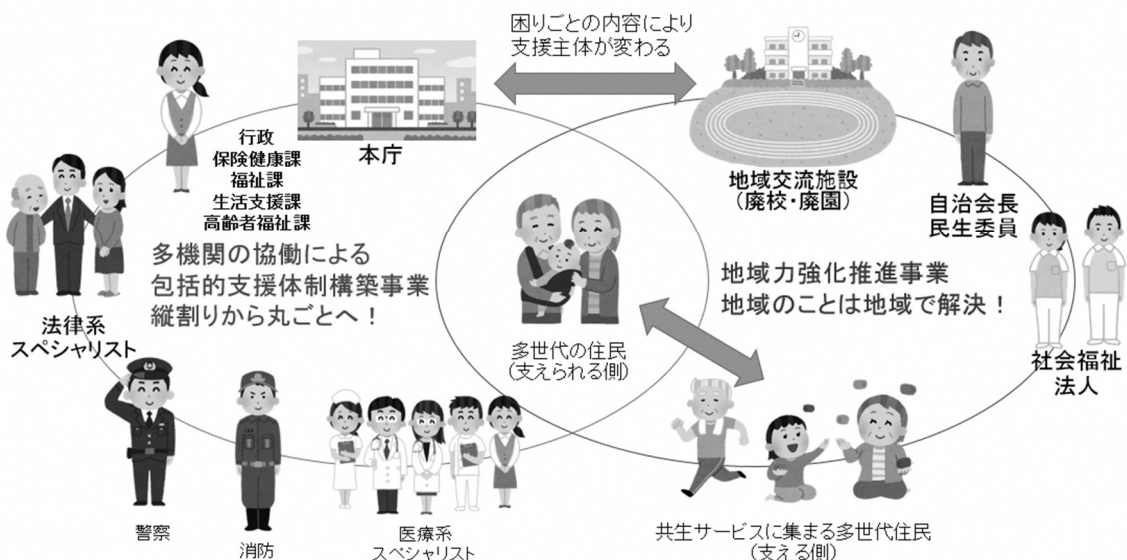 困りごとの内容により
支援主体が変わる
行政
保険健康課
福祉課
生活支援課
高齢者福祉課
本庁
地域交流施設
（廃校・廃園）
自治会長
民生委員
多機関の協働による
包括的支援体制構築事業
縦割りから丸ごとへ！
地域力強化推進事業
地域のことは地域で解決！
法律系
スペシャリスト
多世代の住民
（支えられる側）
社会福祉
法人
警察
消防
医療系
スペシャリスト
共生サービスに集まる多世代住民
（支える側）